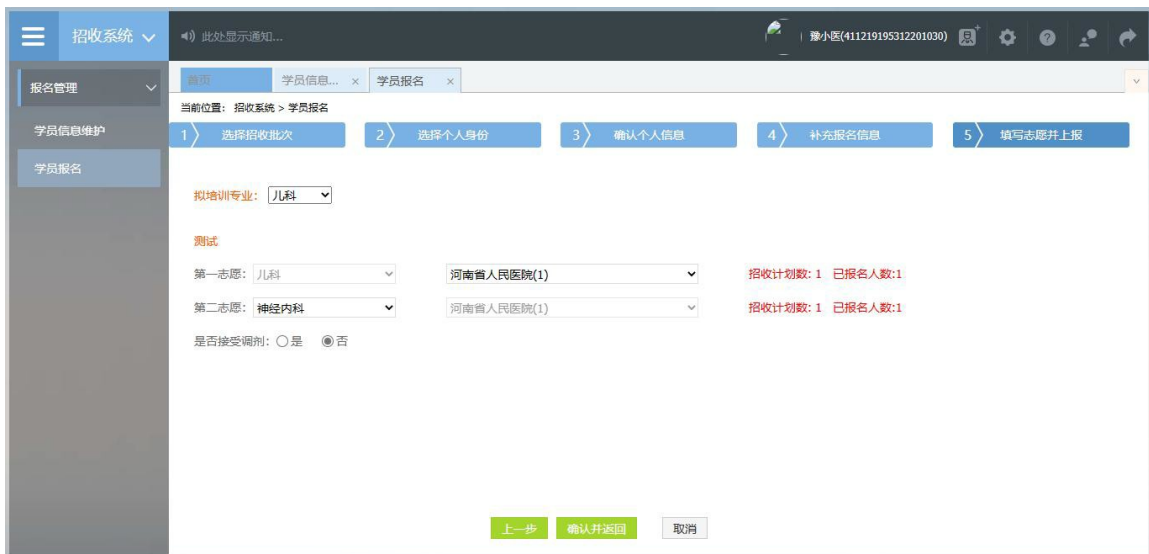 招收系统
此处显示通知...
豫小医(411219195312201030)
报名管理
学员信息维护
学员报名
首页
学员信息...
学员报名
当前位置: 招收系统 > 学员报名
1 选择招收批次
2 选择个人身份
3 确认个人信息
4 补充报名信息
5 填写志愿并上报
拟培训专业: 儿科
测试
第一志愿: 儿科 河南省人民医院(1) 招收计划数: 1 已报名人数:1
第二志愿: 神经内科 河南省人民医院(1) 招收计划数: 1 已报名人数:1
是否接受调剂: 是 否
上一步 确认并返回 取消